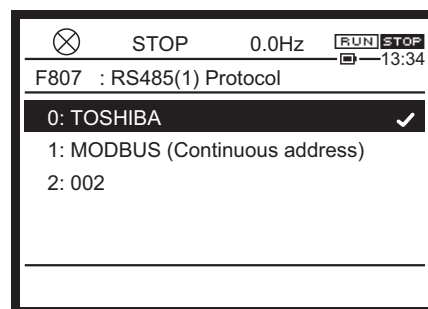 STOP 0.0Hz RUN STOP
13:34
F807 : RS485(1) Protocol
0: TOSHIBA
1: MODBUS (Continuous address)
2: 002